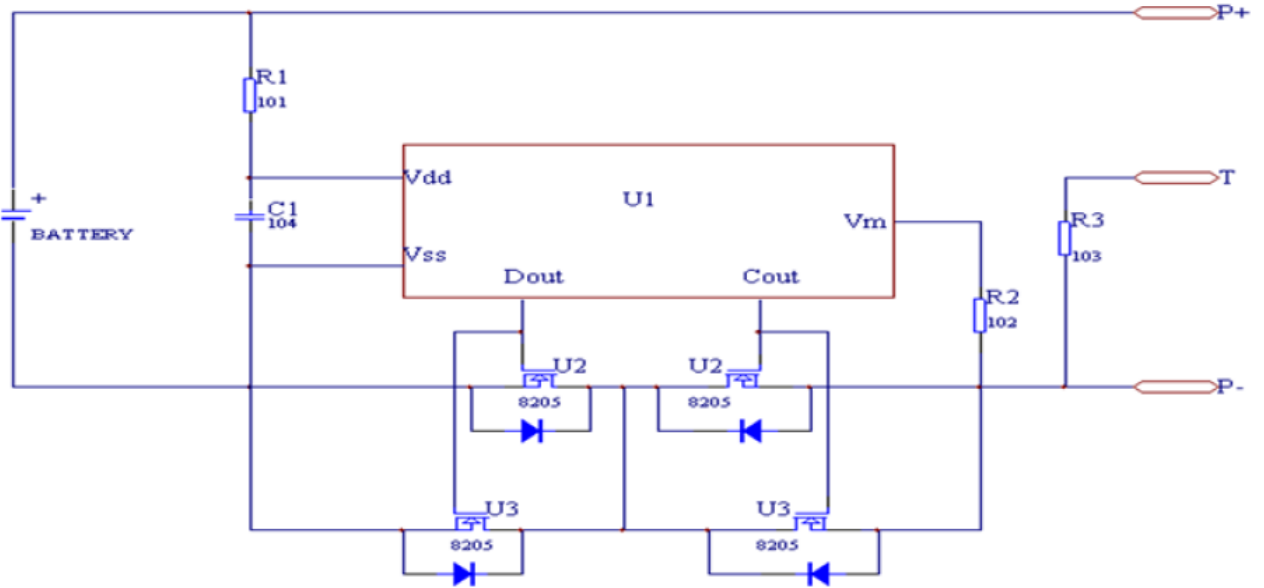 P+
R1
101
Vdd
U1
T
+
BATTERY
C1
104
Vm
R3
103
Vss
Dout
Cout
R2
102
U2
U2
P-
8205
8205
U3
U3
8205
8205